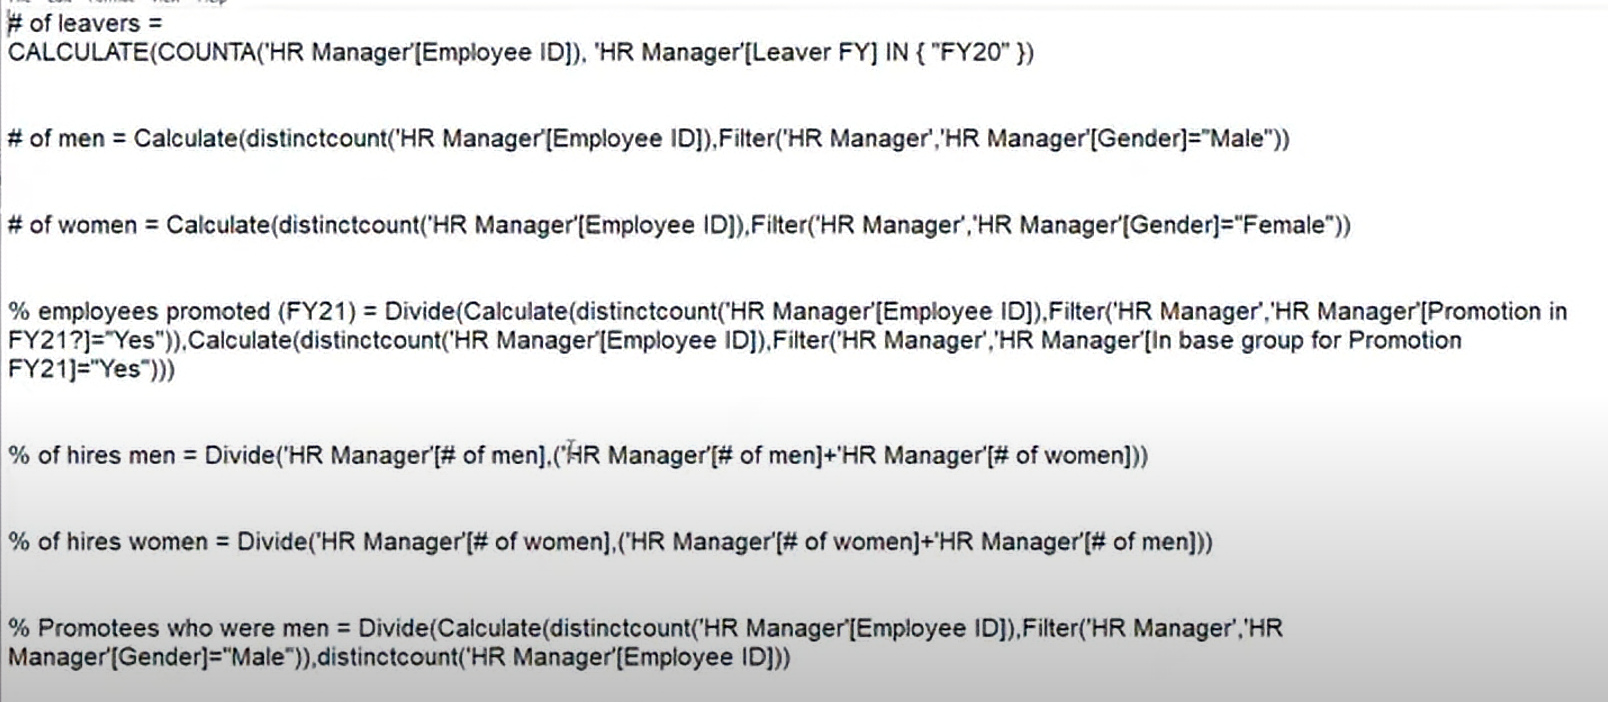 # of leavers =
CALCULATE(COUNTA('HR Manager'[Employee ID]), 'HR Manager'[Leaver FY] IN { "FY20" })
# of men = Calculate(distinctcount('HR Manager'[Employee ID]),Filter('HR Manager','HR Manager'[Gender]="Male"))
# of women = Calculate(distinctcount('HR Manager'[Employee ID]),Filter('HR Manager','HR Manager'[Gender]="Female"))
% employees promoted (FY21) = Divide(Calculate(distinctcount('HR Manager'[Employee ID]),Filter('HR Manager','HR Manager'[Promotion in
FY21?]="Yes")),Calculate(distinctcount('HR Manager'[Employee ID]),Filter('HR Manager','HR Manager'[In base group for Promotion
FY21]="Yes")))
% of hires men = Divide('HR Manager'[# of men],('HR Manager'[# of men]+'HR Manager'[# of women]))
% of hires women = Divide('HR Manager'[# of women],('HR Manager'[# of women]+'HR Manager'[# of men]))
% Promotees who were men = Divide(Calculate(distinctcount('HR Manager'[Employee ID]),Filter('HR Manager','HR
Manager'[Gender]="Male")),distinctcount('HR Manager'[Employee ID]))